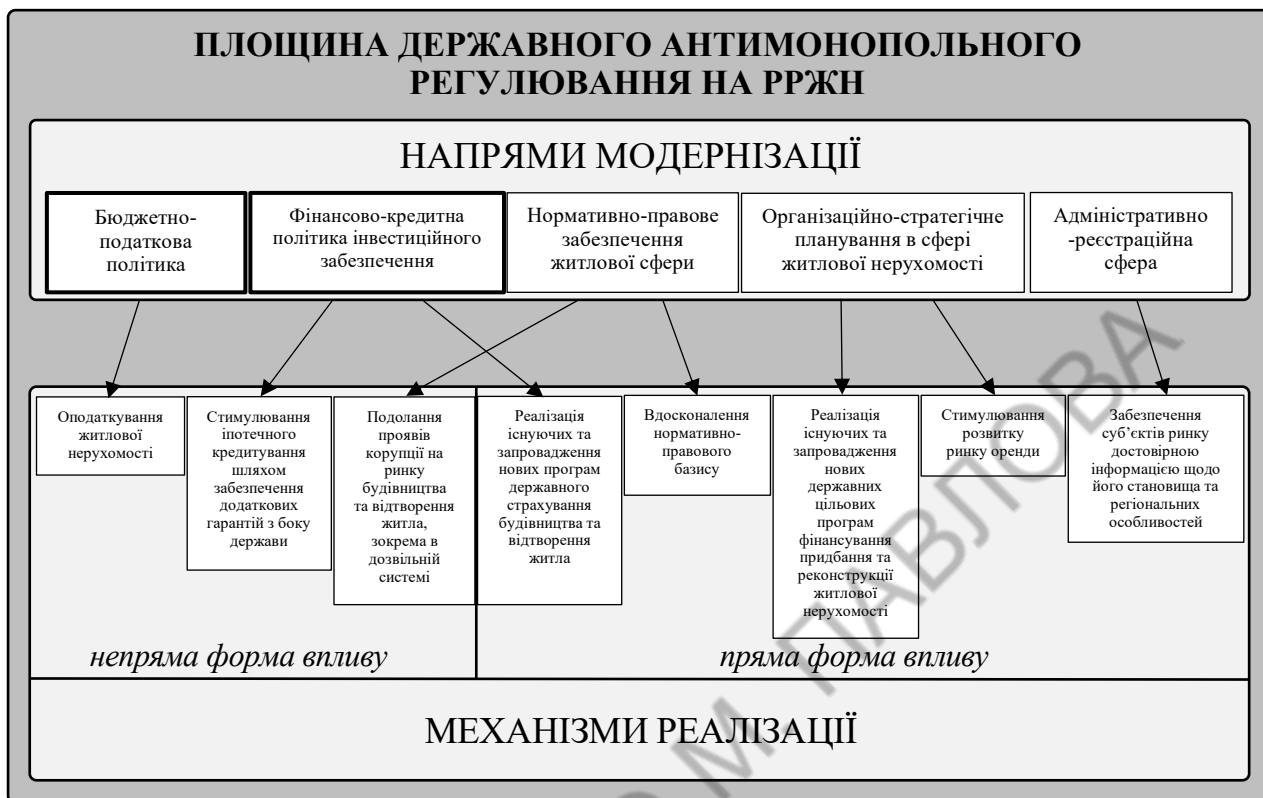 ПЛОЩИНА ДЕРЖАВНОГО АНТИМОНОПОЛЬНОГО
РЕГУЛЮВАННЯ НА РРЖН
НАПРЯМИ МОДЕРНІЗАЦІЇ
Бюджетно-
податкова
політика
Фінансово-кредитна
політика інвестиційного
забезпечення
Нормативно-правове
забезпечення
житлової сфери
Організаційно-стратегічне
планування в сфері
житлової нерухомості
Адміністративно
-реєстраційна
сфера
Оподаткування
житлової
нерухомості
Стимулювання
іпотечного
кредитування
шляхом
забезпечення
додаткових
гарантій з боку
держави
Подолання
проявів
корупції на
ринку
будівництва
та відтворення
житла,
зокрема в
дозвільній
системі
Реалізація
існуючих та
запровадження
нових програм
державного
страхування
будівництва та
відтворення
житла
Вдосконалення
нормативно-
правового
базису
Реалізація
існуючих та
запровадження
нових
державних
цільових
програм
фінансування
придбання та
реконструкції
житлової
нерухомості
Стимулювання
розвитку
ринку оренди
Забезпечення
суб’єктів ринку
достовірною
інформацією щодо
його становища та
регіональних
особливостей
непряма форма впливу
пряма форма впливу
МЕХАНІЗМИ РЕАЛІЗАЦІЇ
М. ПАВЛОВА